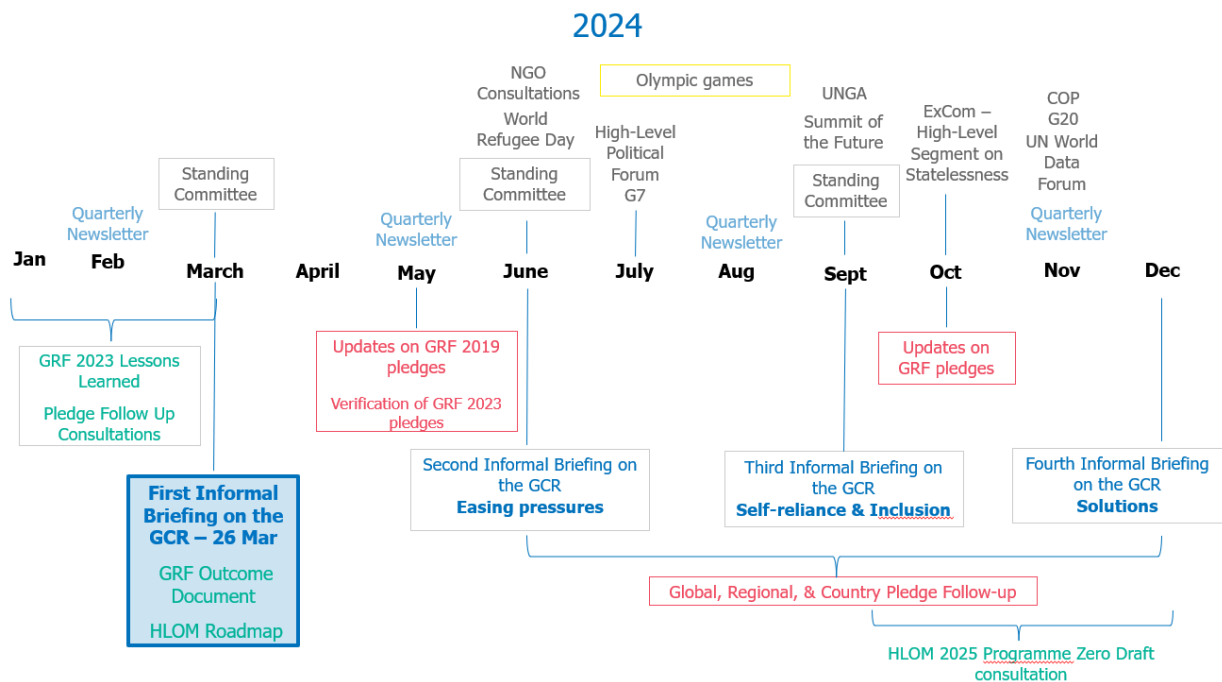 2024
NGO
Consultations
World
Refugee Day
Standing
Committee
Olympic games
High-Level
Political
Forum
G7
UNGA
Summit of
the Future
Standing
Committee
ExCom –
High-Level
Segment on
Statelessness
COP
G20
UN World
Data
Forum
Standing
Committee
Quarterly
Newsletter
Quarterly
Newsletter
Quarterly
Newsletter
Quarterly
Newsletter
Jan
Feb
March
April
May
June
July
Aug
Sept
Oct
Nov
Dec
GRF 2023 Lessons
Learned
Pledge Follow Up
Consultations
Updates on GRF 2019
pledges
Verification of GRF 2023
pledges
Updates on
GRF pledges
First Informal
Briefing on the
GCR – 26 Mar
GRF Outcome
Document
HLOM Roadmap
Second Informal Briefing on
the GCR
Easing pressures
Third Informal Briefing on
the GCR
Self-reliance & Inclusion
Fourth Informal Briefing
on the GCR
Solutions
Global, Regional, & Country Pledge Follow-up
HLOM 2025 Programme Zero Draft
consultation